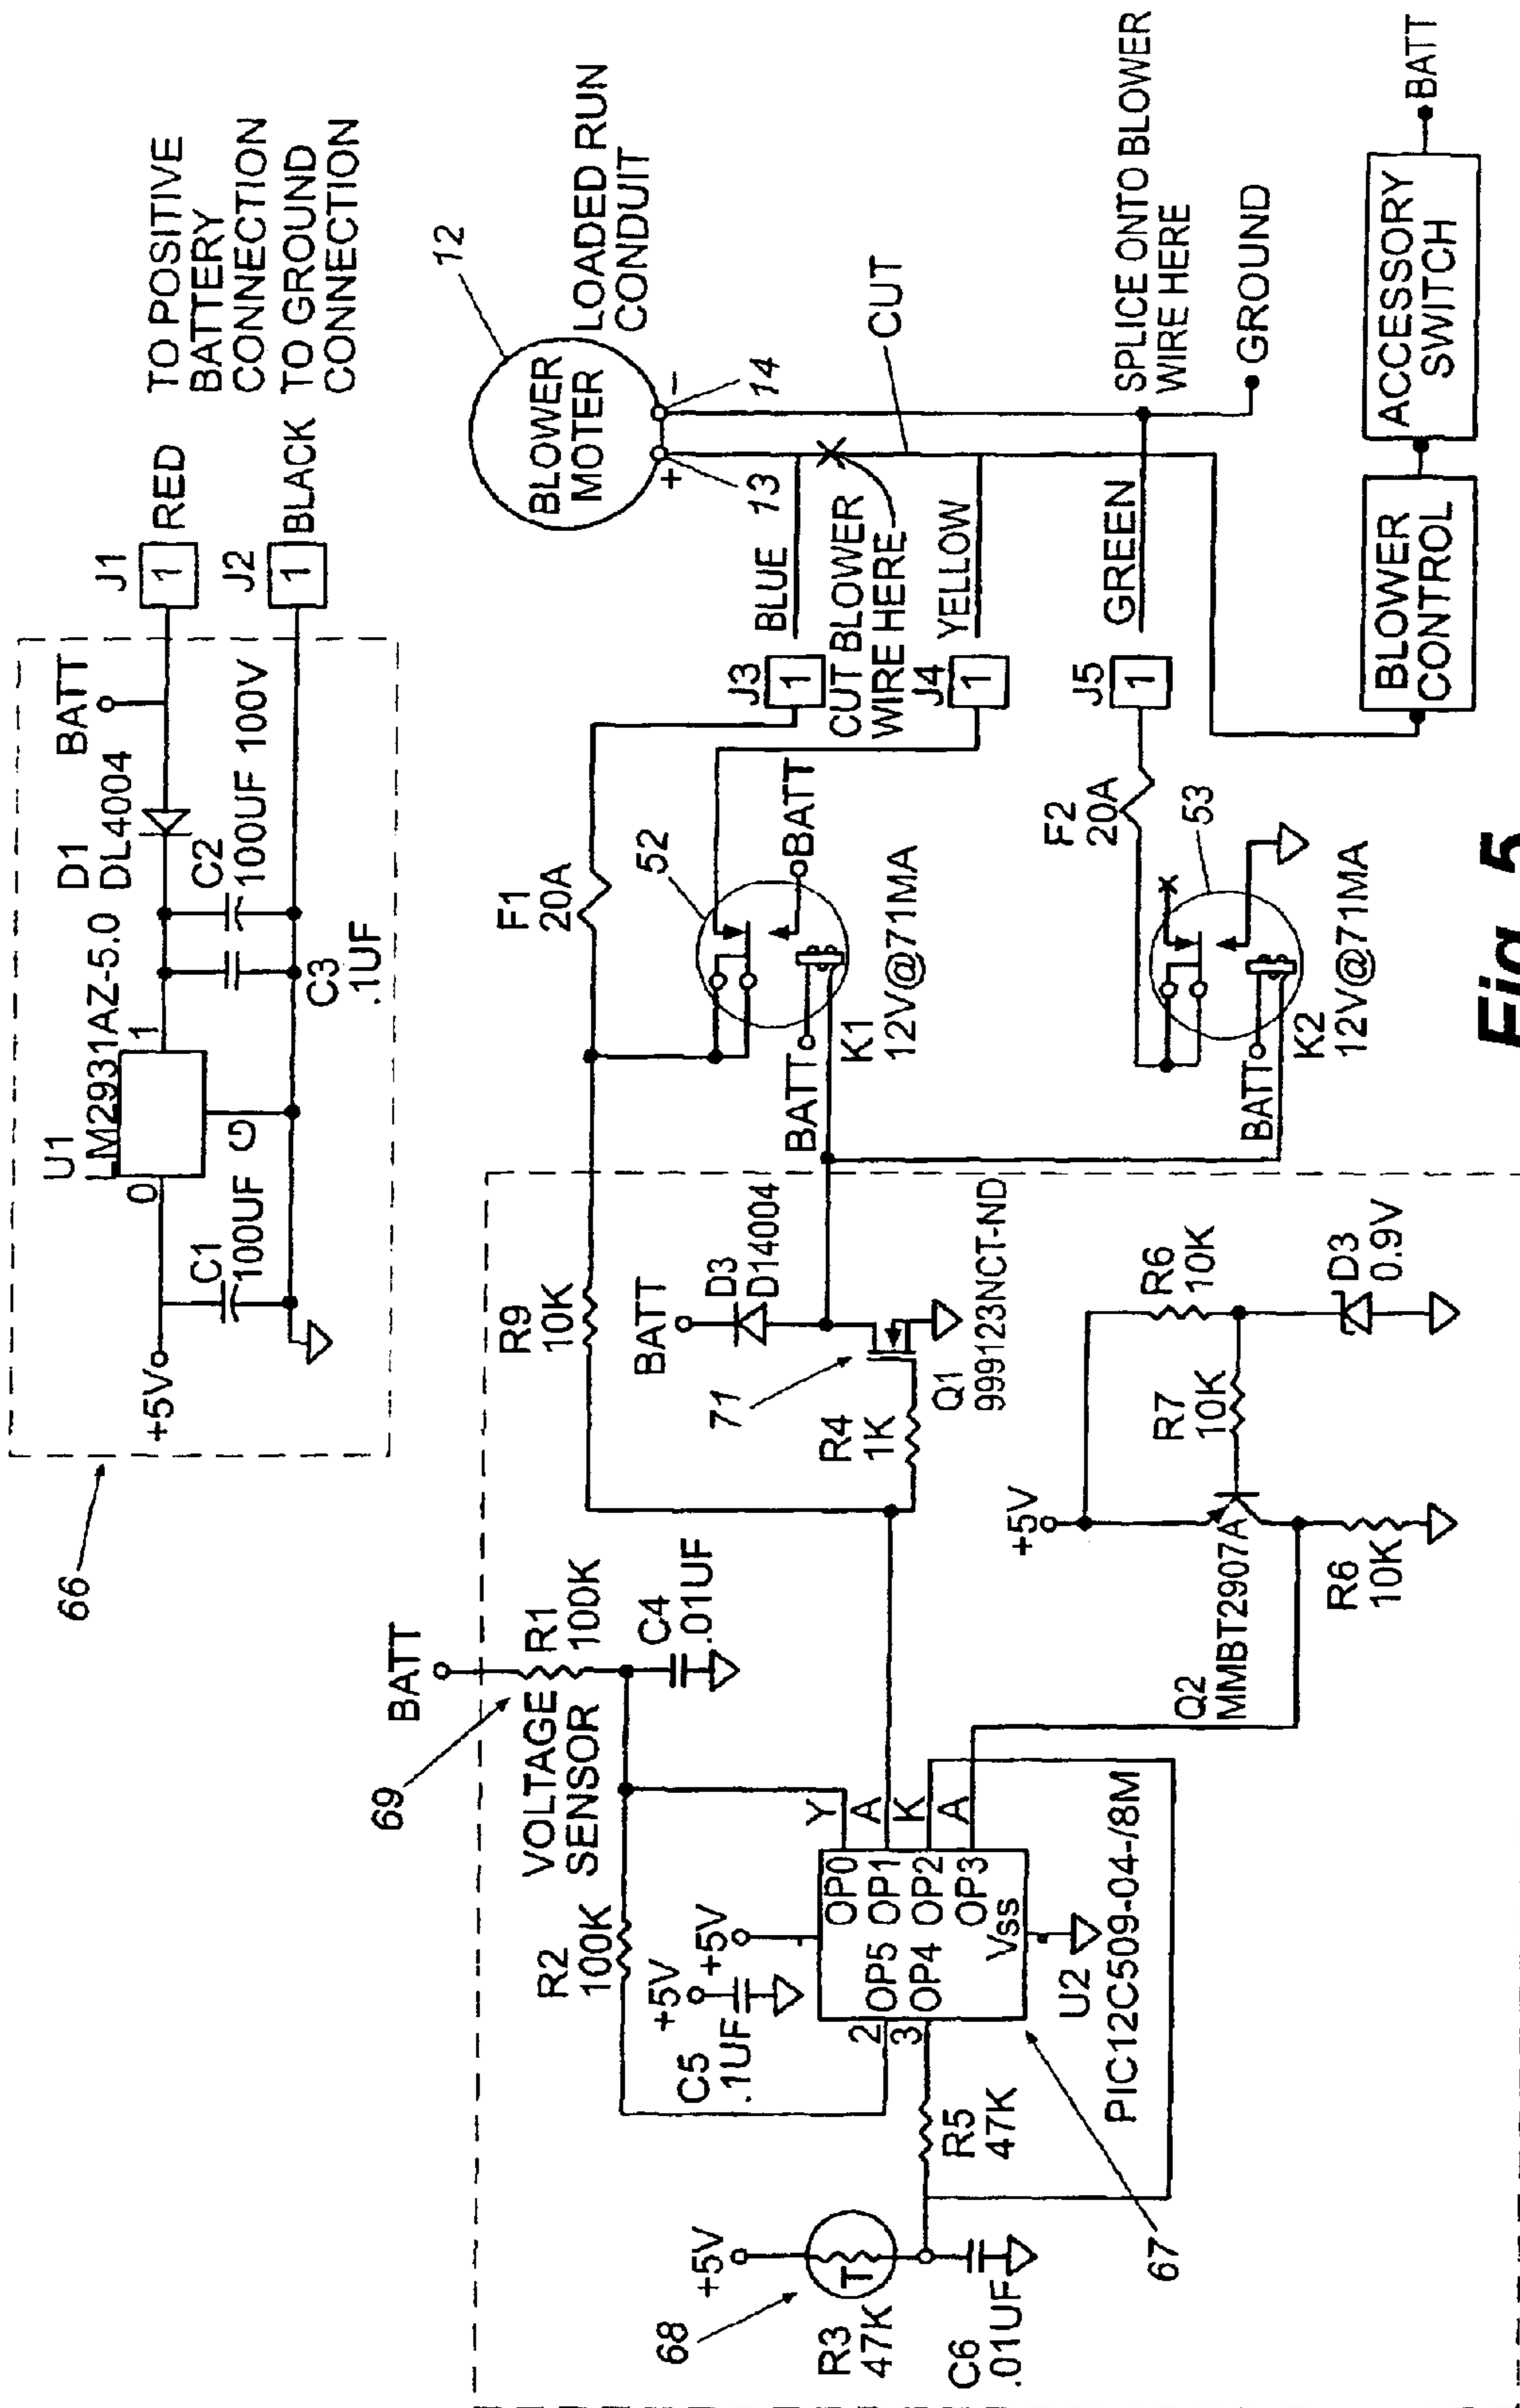 66
+5V
C1
100UF
U1
LM2931AZ-5.0
0
1
G
C3
.1UF
D1
DL4004
C2
100UF 100V
BATT
J1
1
RED
TO POSITIVE
BATTERY
CONNECTION
J2
1
BLACK
TO GROUND
CONNECTION
69
BATT
VOLTAGE
SENSOR
R1
100K
C4
.01UF
R2
100K
+5V
C5
.1UF
+5V
2
3
OP5
OP4
OP0
OP1
OP2
OP3
Vss
Y
A
K
A
U2
PIC12C509-04-/8M
67
68
+5V
T
R3
47K
C6
.01UF
R5
47K
R9
10K
BATT
D3
D14004
71
R4
1K
Q1
999123NCT-ND
+5V
Q2
MMBT2907A
R7
10K
R6
10K
R6
10K
D3
0.9V
F1
20A
52
BATT
BATT
K1
12V@71MA
F2
20A
53
BATT
K2
12V@71MA
J3
1
BLUE
CUT BLOWER
WIRE HERE
J4
1
YELLOW
J5
1
GREEN
12
BLOWER
MOTER
LOADED RUN
CONDUIT
+
−
13
14
CUT
SPLICE ONTO BLOWER
WIRE HERE
GROUND
BLOWER
CONTROL
ACCESSORY
SWITCH
BATT
Fig. 5